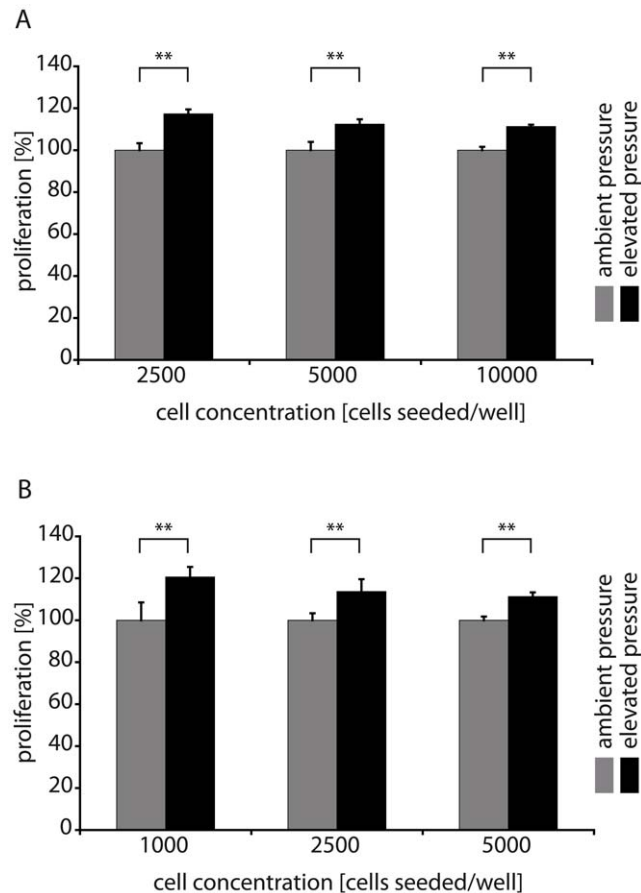 A
** ** **
140
120
100
80
60
40
20
0
proliferation [%]
2500 5000 10000
cell concentration [cells seeded/well]
ambient pressure
elevated pressure
B
** ** **
140
120
100
80
60
40
20
0
proliferation [%]
1000 2500 5000
cell concentration [cells seeded/well]
ambient pressure
elevated pressure